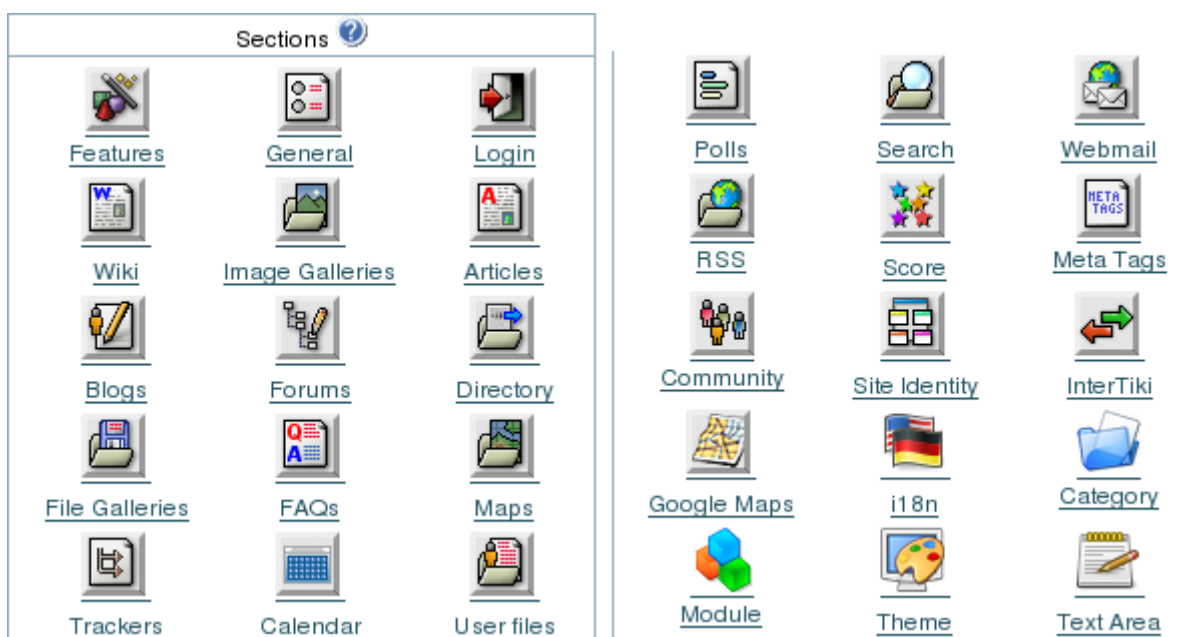 Sections
Features General Login
Wiki Image Galleries Articles
Blogs Forums Directory
File Galleries FAQs Maps
Trackers Calendar User files
Polls Search Webmail
META
TAGS
RSS Score Meta Tags
Community Site Identity InterTiki
Google Maps i18n Category
Module Theme Text Area